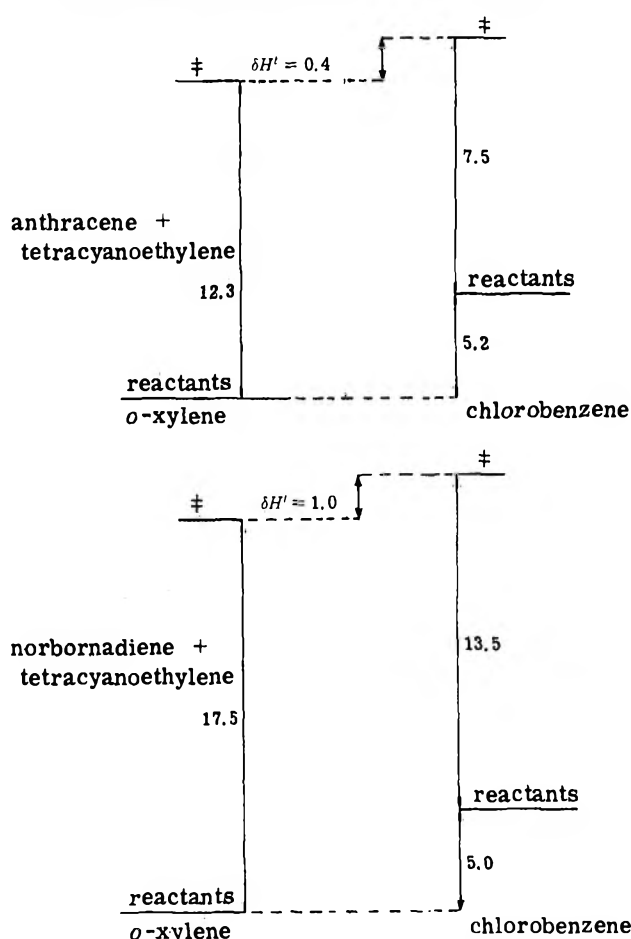 ‡
δH^t = 0.4
‡
7.5
anthracene +
tetracyanoethylene
12.3
reactants
5.2
reactants
o-xylene
chlorobenzene
‡
δH^t = 1.0
‡
13.5
norbornadiene +
tetracyanoethylene
17.5
reactants
5.0
reactants
o-xylene
chlorobenzene